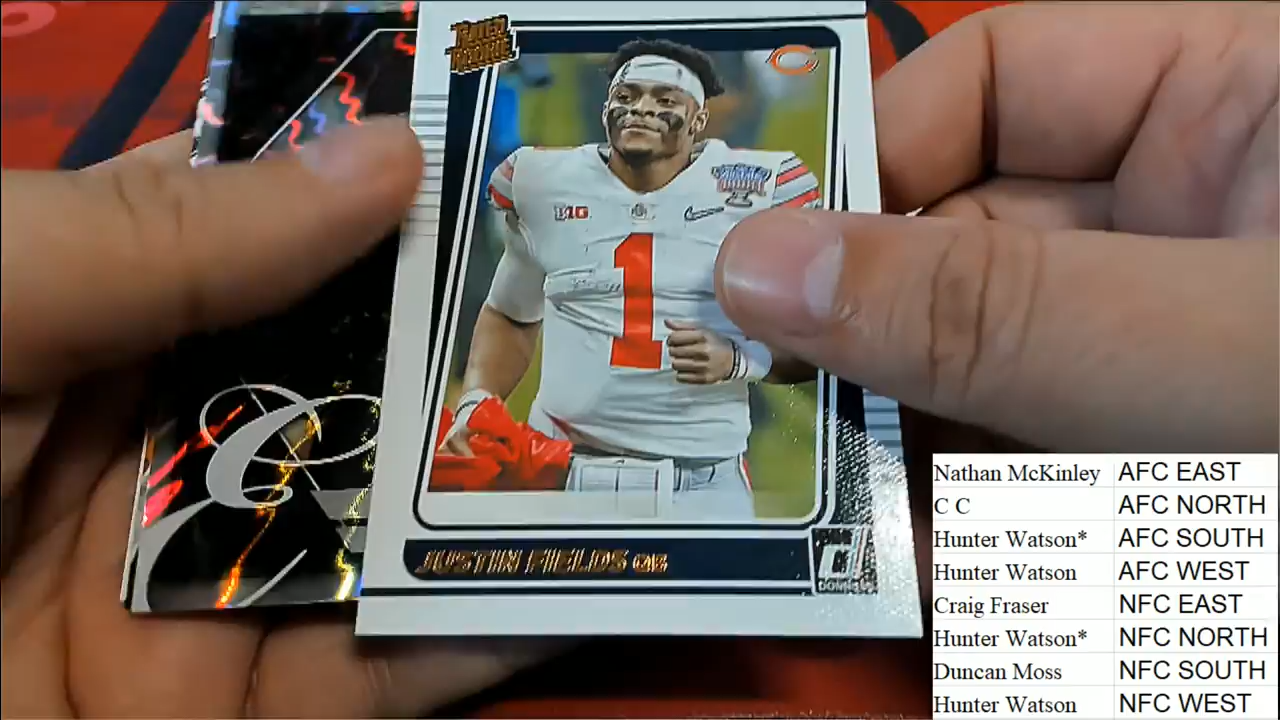 RATED
ROOKIE
B1G
1
JUSTIN FIELDS QB
DONRUSS
Nathan McKinley AFC EAST
C C AFC NORTH
Hunter Watson* AFC SOUTH
Hunter Watson AFC WEST
Craig Fraser NFC EAST
Hunter Watson* NFC NORTH
Duncan Moss NFC SOUTH
Hunter Watson NFC WEST